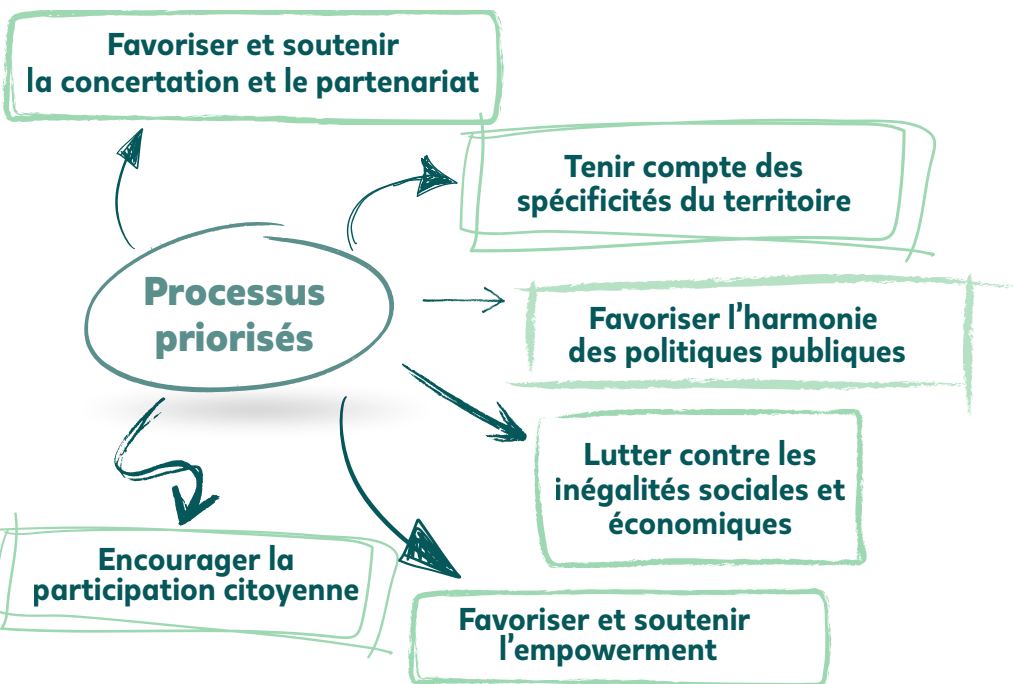 Favoriser et soutenir
la concertation et le partenariat
Tenir compte des
spécificités du territoire
Processus
priorisés
Favoriser l'harmonie
des politiques publiques
Lutter contre les
inégalités sociales et
économiques
Encourager la
participation citoyenne
Favoriser et soutenir
l'empowerment